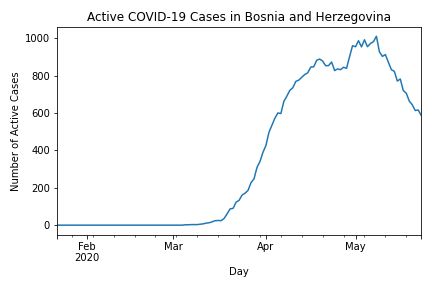 Active COVID-19 Cases in Bosnia and Herzegovina
Number of Active Cases
1000
800
600
400
200
0
Feb
2020
Mar
Apr
May
Day